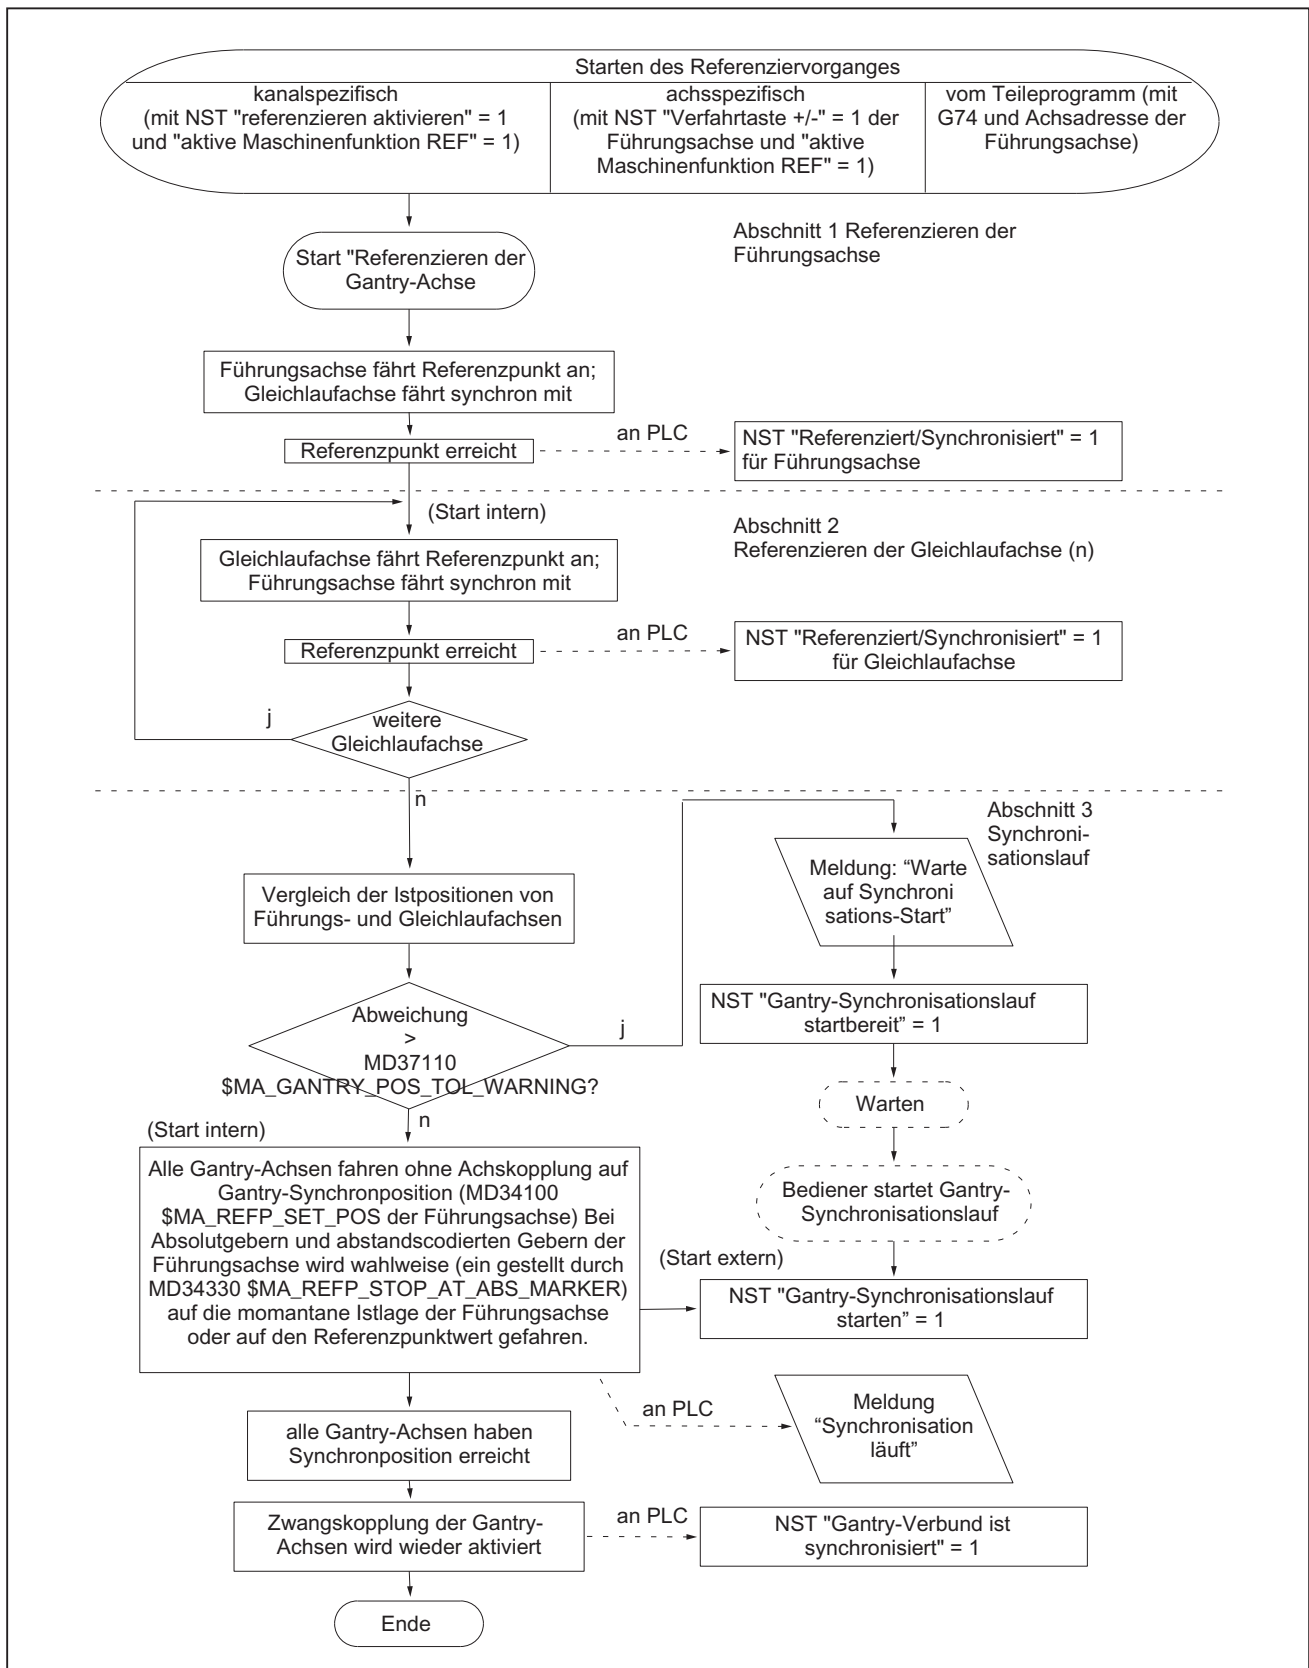 Starten des Referenziervorganges
kanalspezifisch
(mit NST "referenzieren aktivieren" = 1
und "aktive Maschinenfunktion REF" = 1)
achsspezifisch
(mit NST "Verfahrtaste +/-" = 1 der
Führungsachse und "aktive
Maschinenfunktion REF" = 1)
vom Teileprogramm (mit
G74 und Achsadresse der
Führungsachse)
Abschnitt 1 Referenzieren der
Führungsachse
Start "Referenzieren der
Gantry-Achse
Führungsachse fährt Referenzpunkt an;
Gleichlaufachse fährt synchron mit
Referenzpunkt erreicht
an PLC
NST "Referenziert/Synchronisiert" = 1
für Führungsachse
(Start intern)
Abschnitt 2
Referenzieren der Gleichlaufachse (n)
Gleichlaufachse fährt Referenzpunkt an;
Führungsachse fährt synchron mit
Referenzpunkt erreicht
an PLC
NST "Referenziert/Synchronisiert" = 1
für Gleichlaufachse
j
weitere
Gleichlaufachse
n
Abschnitt 3
Synchroni-
sationslauf
Meldung: “Warte
auf Synchroni
sations-Start”
Vergleich der Istpositionen von
Führungs- und Gleichlaufachsen
NST "Gantry-Synchronisationslauf
startbereit” = 1
Abweichung
>
MD37110
$MA_GANTRY_POS_TOL_WARNING?
j
n
Warten
(Start intern)
Bediener startet Gantry-
Synchronisationslauf
Alle Gantry-Achsen fahren ohne Achskopplung auf
Gantry-Synchronposition (MD34100
$MA_REFP_SET_POS der Führungsachse) Bei
Absolutgebern und abstandscodierten Gebern der
Führungsachse wird wahlweise (ein gestellt durch
MD34330 $MA_REFP_STOP_AT_ABS_MARKER)
auf die momantane Istlage der Führungsachse
oder auf den Referenzpunktwert gefahren.
(Start extern)
NST "Gantry-Synchronisationslauf
starten” = 1
an PLC
Meldung
“Synchronisation
läuft”
alle Gantry-Achsen haben
Synchronposition erreicht
Zwangskopplung der Gantry-
Achsen wird wieder aktiviert
an PLC
NST "Gantry-Verbund ist
synchronisiert" = 1
Ende